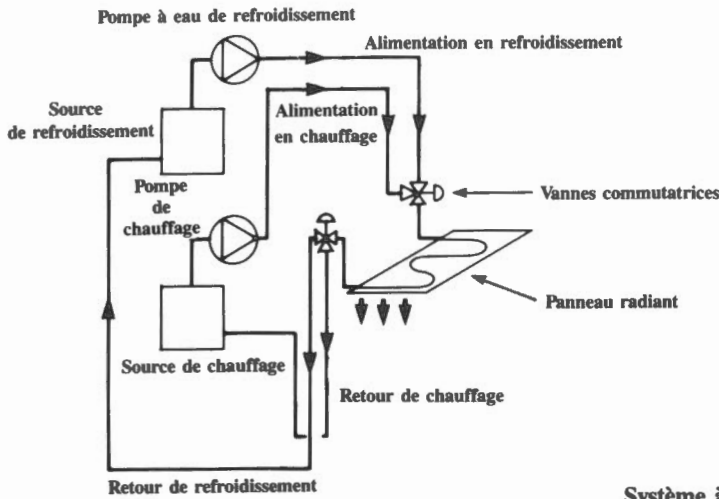 Pompe à eau de refroidissement
Alimentation en refroidissement
Source
de refroidissement
Alimentation
en chauffage
Pompe
de
chauffage
Vannes commutatrices
Panneau radiant
Source de chauffage
Retour de chauffage
Retour de refroidissement
Système à